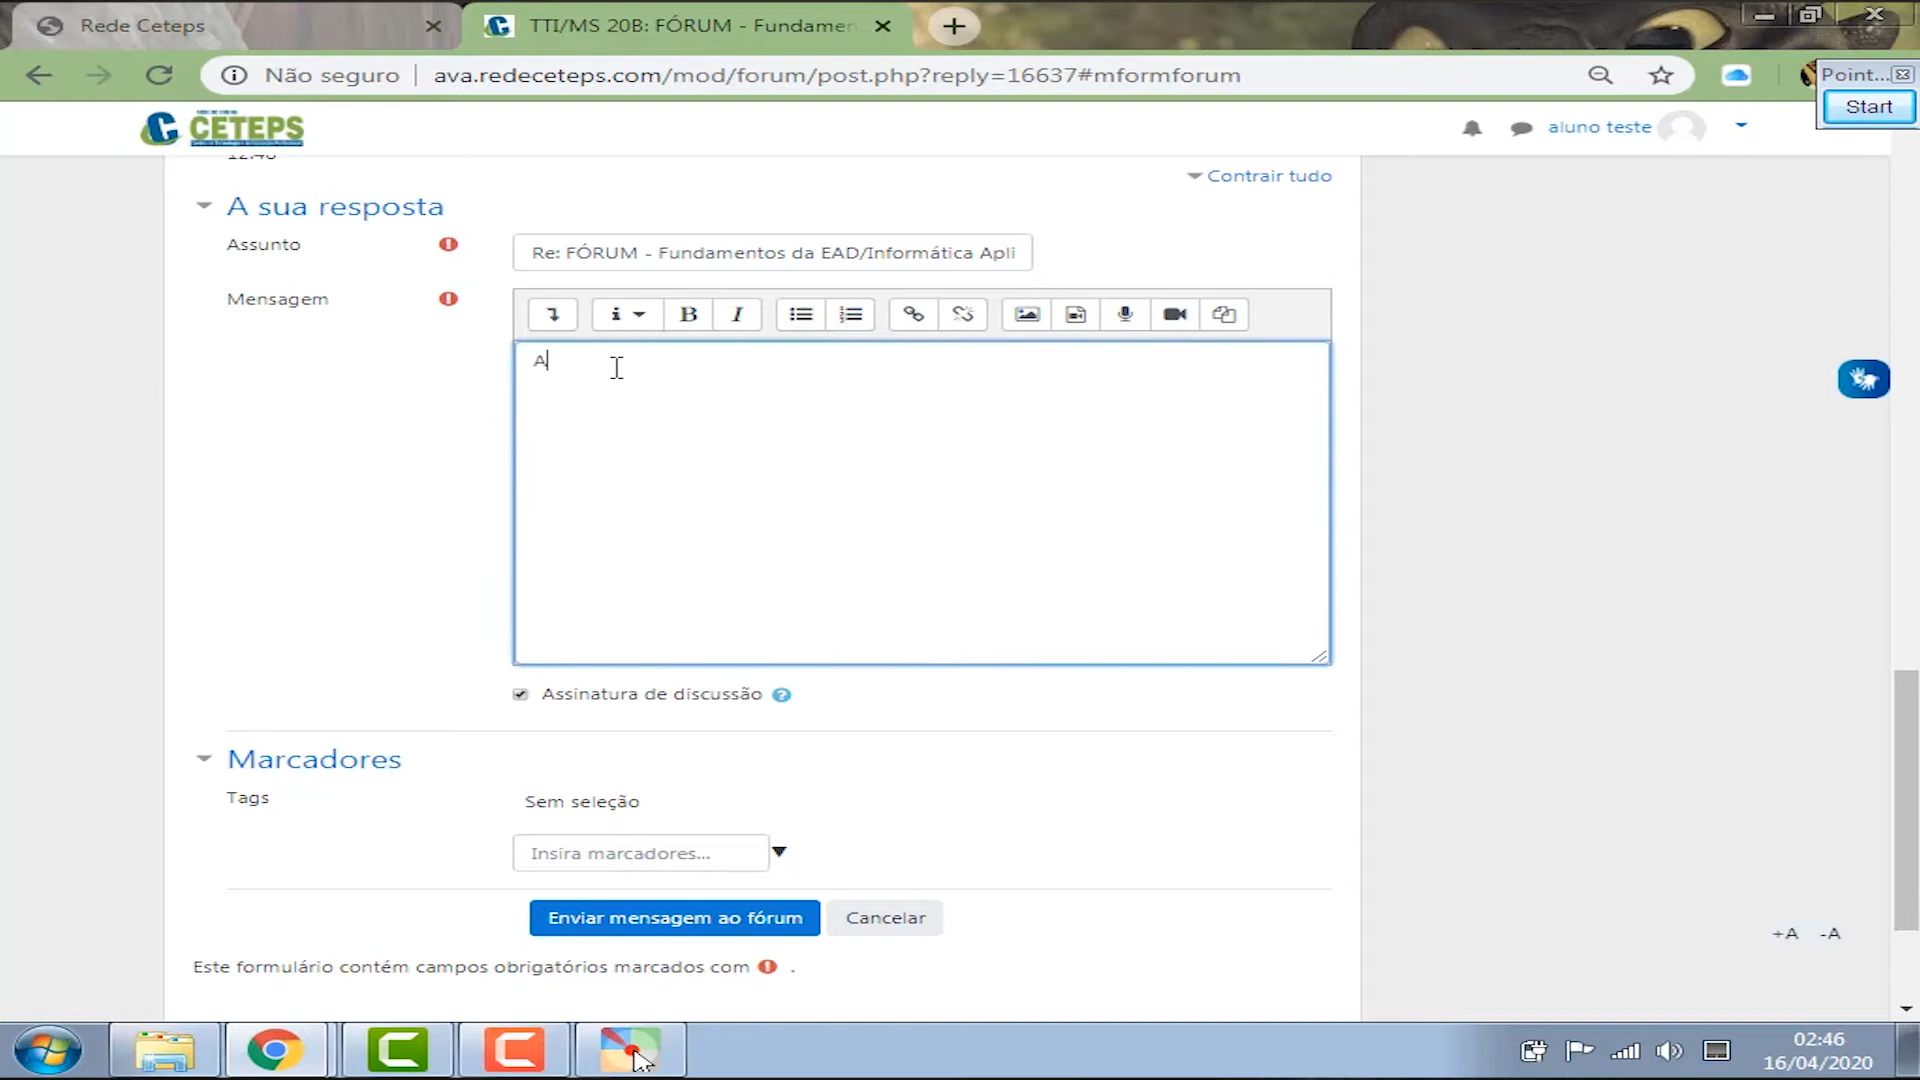 Rede Ceteps
TTI/MS 20B: FÓRUM - Fundamen
Não seguro
ava.redeceteps.com/mod/forum/post.php?reply=16637#mformforum
Point...
Start
CETEPS
aluno teste
12:48
Contrair tudo
A sua resposta
Assunto
Re: FÓRUM - Fundamentos da EAD/Informática Apli
Mensagem
B I
A
Assinatura de discussão
Marcadores
Tags
Sem seleção
Insira marcadores...
Enviar mensagem ao fórum
Cancelar
+A -A
Este formulário contém campos obrigatórios marcados com .
02:46
16/04/2020